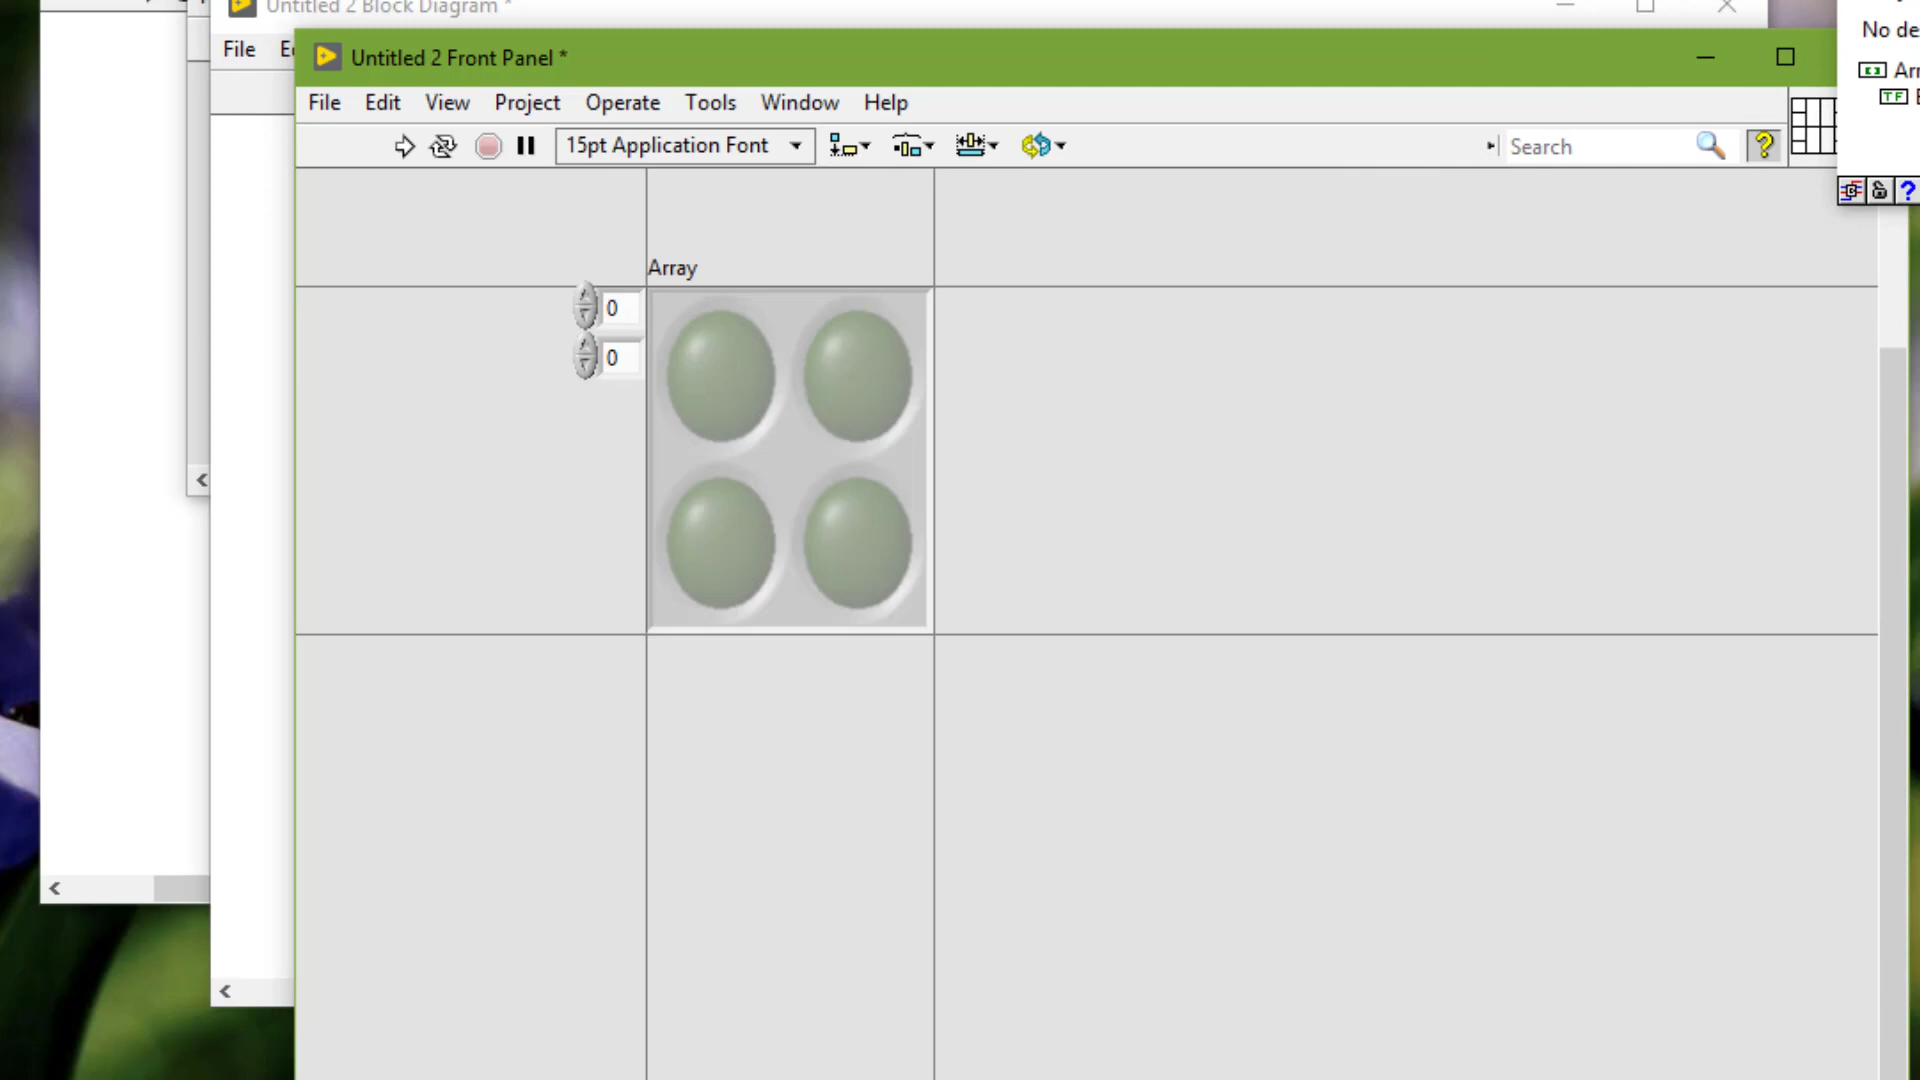 Untitled 2 Block Diagram *
No de
File
Untitled 2 Front Panel *
File Edit View Project Operate Tools Window Help
TF
15pt Application Font
Search
?
?
Array
0
0